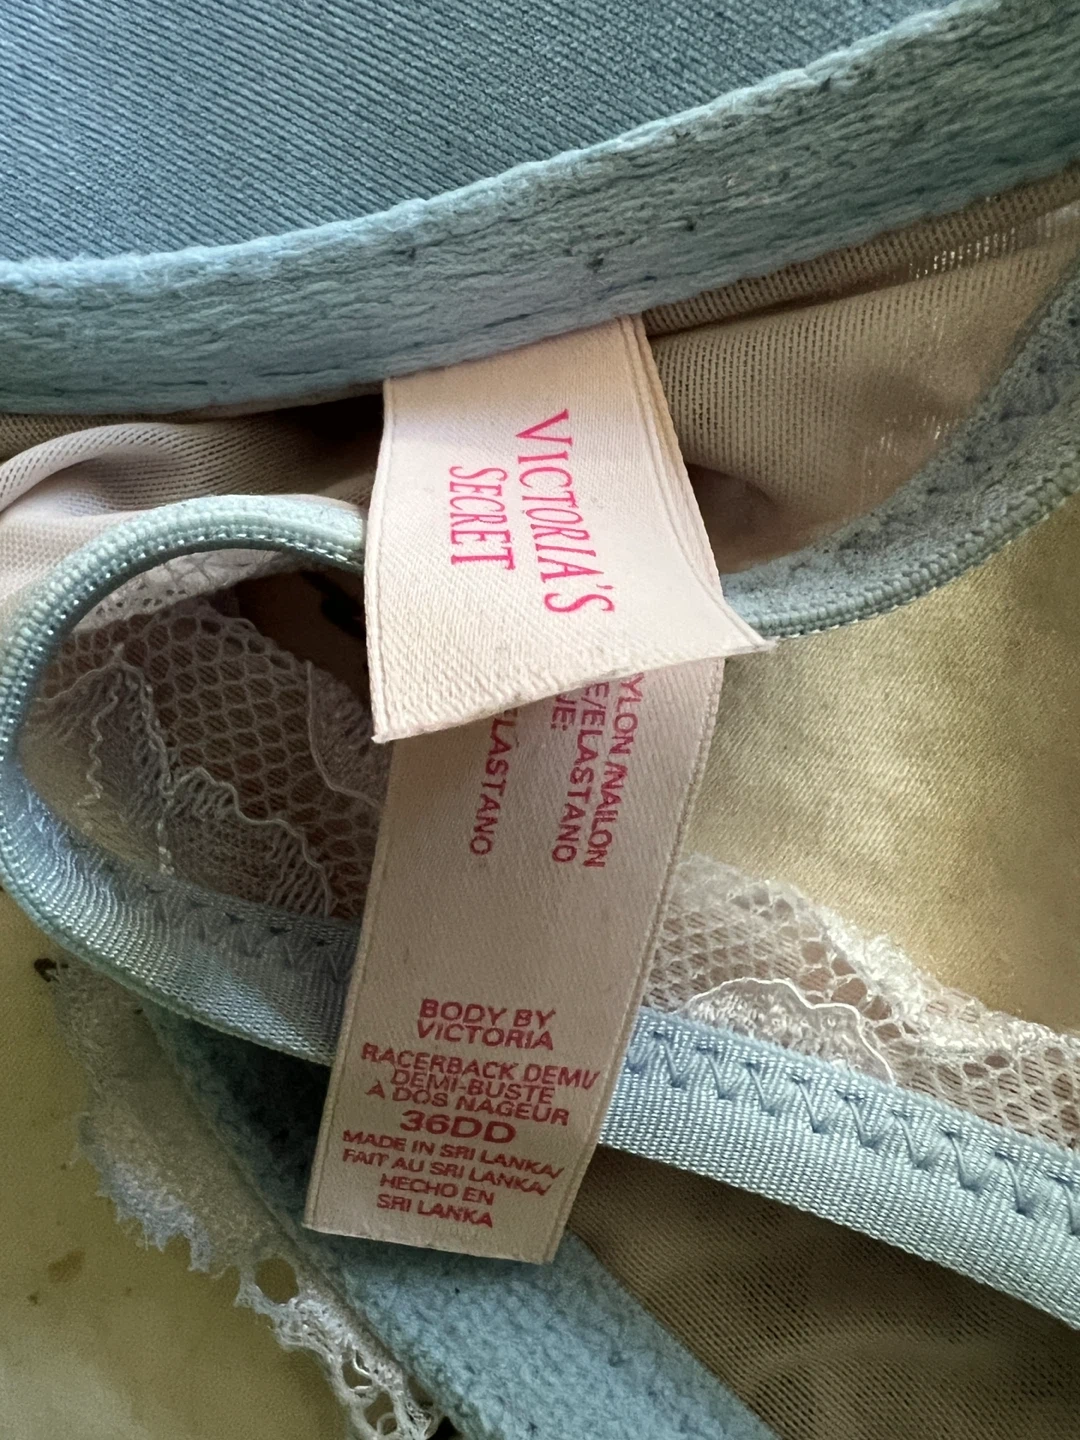 VICTORIA'S
SECRET
YLON /NAILON
E/ELASTANO
UE:
ELASTANO
BODY BY
VICTORIA
RACERBACK DEMI/
DEMI-BUSTE
A DOS NAGEUR
36DD
MADE IN SRI LANKA/
FAIT AU SRI LANKA/
HECHO EN
SRI LANKA